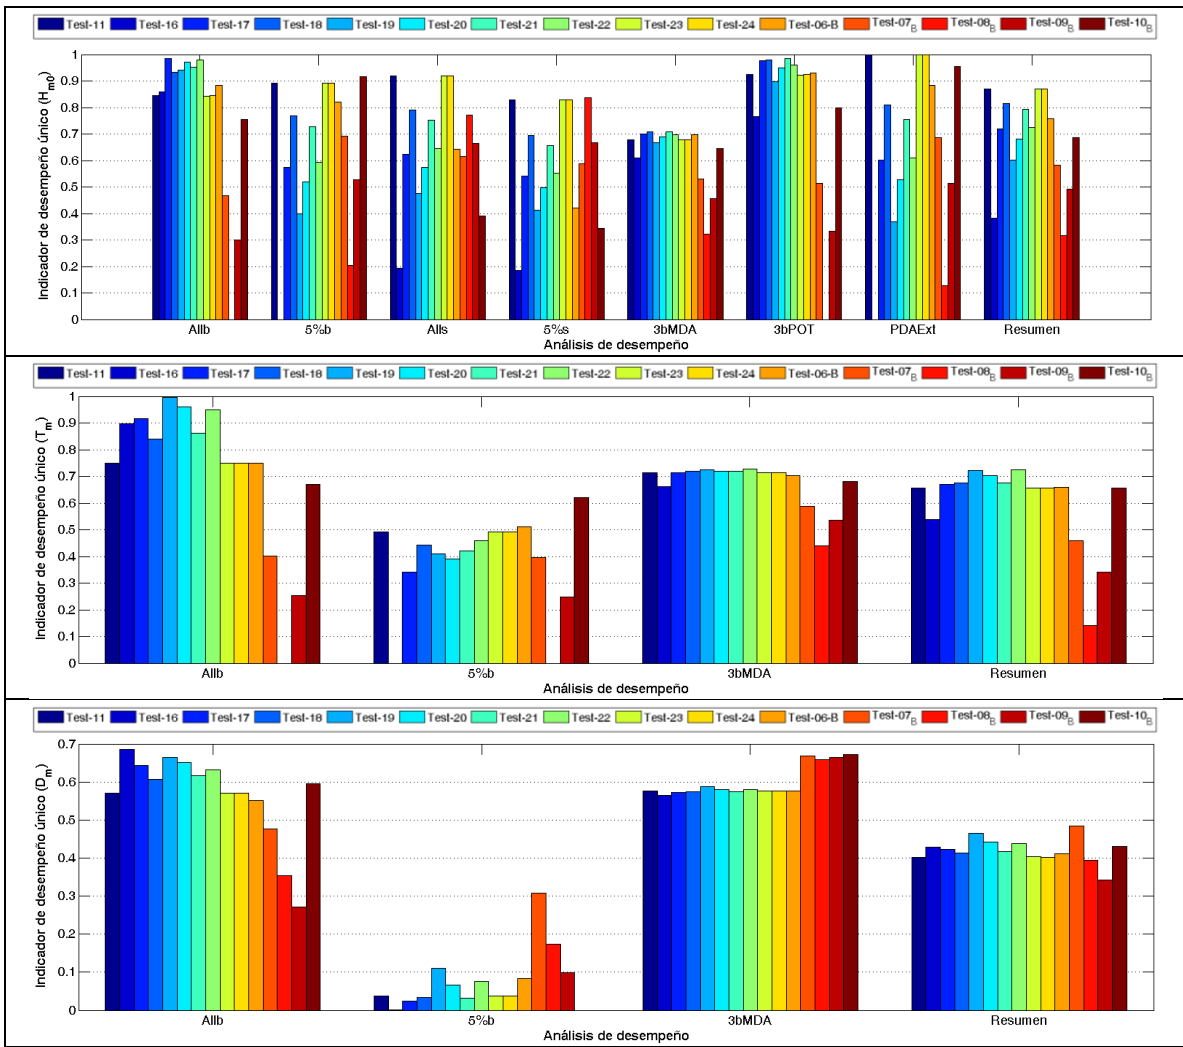 Test-11 Test-16 Test-17 Test-18 Test-19 Test-20 Test-21 Test-22 Test-23 Test-24 Test-06-B Test-07B Test-08B Test-09B Test-10B
Indicador de desempeño único (Hm0)
1
0.9
0.8
0.7
0.6
0.5
0.4
0.3
0.2
0.1
0
Allb 5%b Alls 5%s 3bMDA 3bPOT PDAExt Resumen
Análisis de desempeño
Test-11 Test-16 Test-17 Test-18 Test-19 Test-20 Test-21 Test-22 Test-23 Test-24 Test-06-B Test-07B Test-08B Test-09B Test-10B
Indicador de desempeño único (Tm)
1
0.9
0.8
0.7
0.6
0.5
0.4
0.3
0.2
0.1
0
Allb 5%b 3bMDA Resumen
Análisis de desempeño
Test-11 Test-16 Test-17 Test-18 Test-19 Test-20 Test-21 Test-22 Test-23 Test-24 Test-06-B Test-07B Test-08B Test-09B Test-10B
Indicador de desempeño único (Dm)
0.7
0.6
0.5
0.4
0.3
0.2
0.1
0
Allb 5%b 3bMDA Resumen
Análisis de desempeño